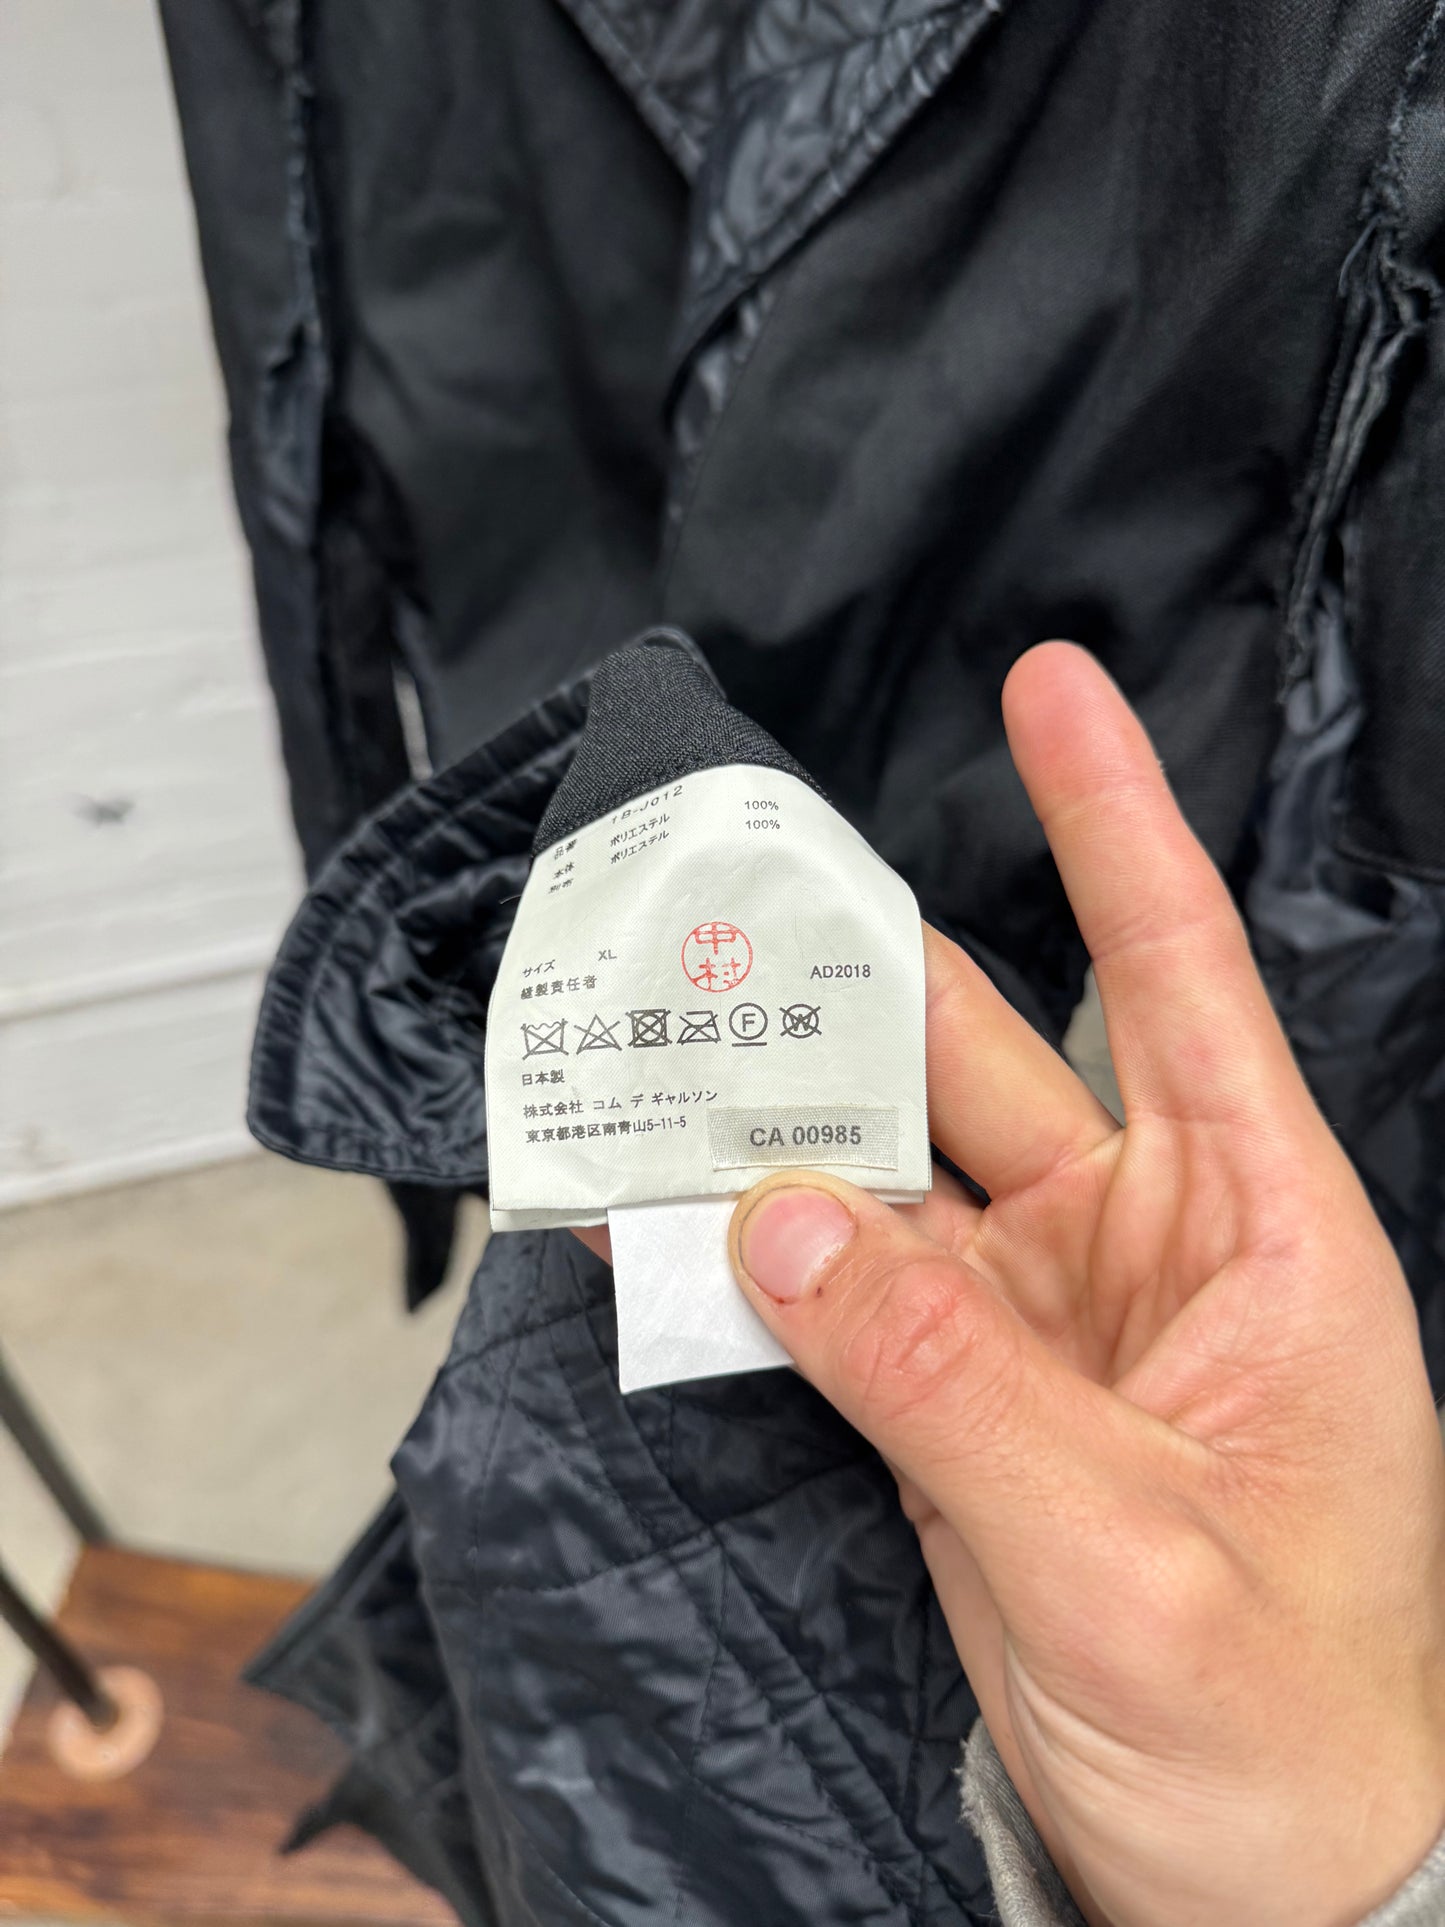 品番 1B-J012
本体 ポリエステル 100%
別布 ポリエステル 100%
サイズ XL
縫製責任者 中村 AD2018
F W
日本製
株式会社 コム デ ギャルソン
東京都港区南青山5-11-5
CA 00985